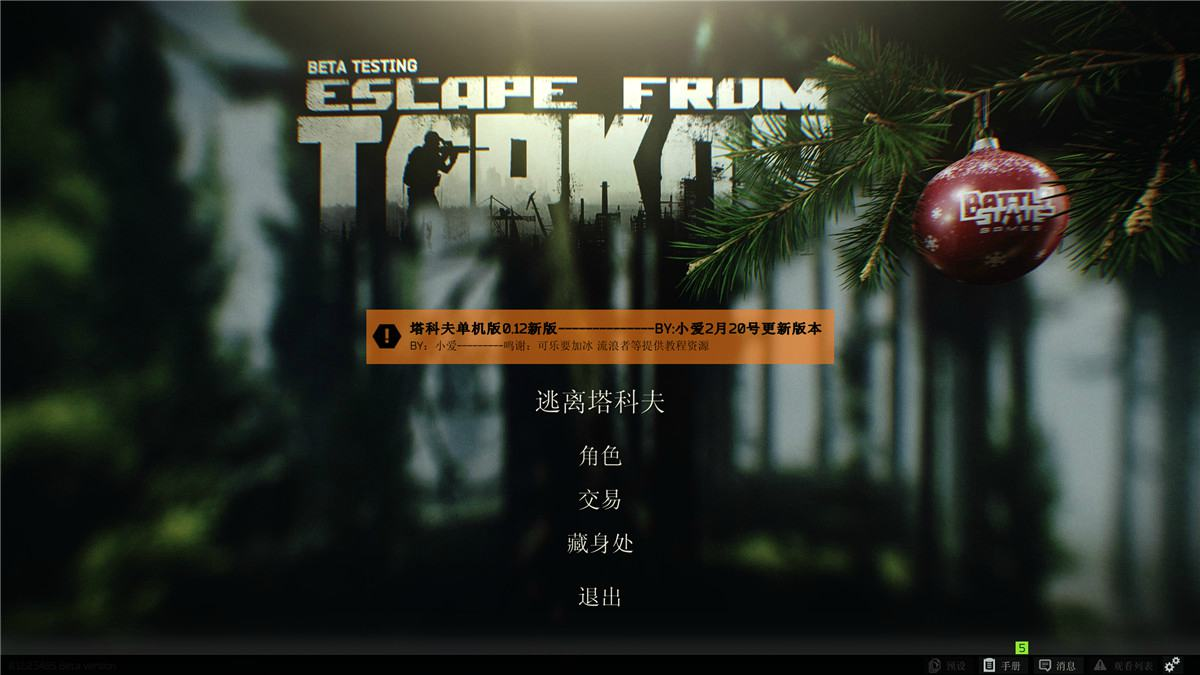 BETA TESTING
ESCAPE FROM
TARKOV
BATTLE
STATE
GAMES
塔科夫单机版0.12新版--------------BY:小爱2月20号更新版本
BY：小爱---------鸣谢：可乐要加冰 流浪者等提供教程资源
逃离塔科夫
角色
交易
藏身处
退出
5
预设 手册 消息 观看列表